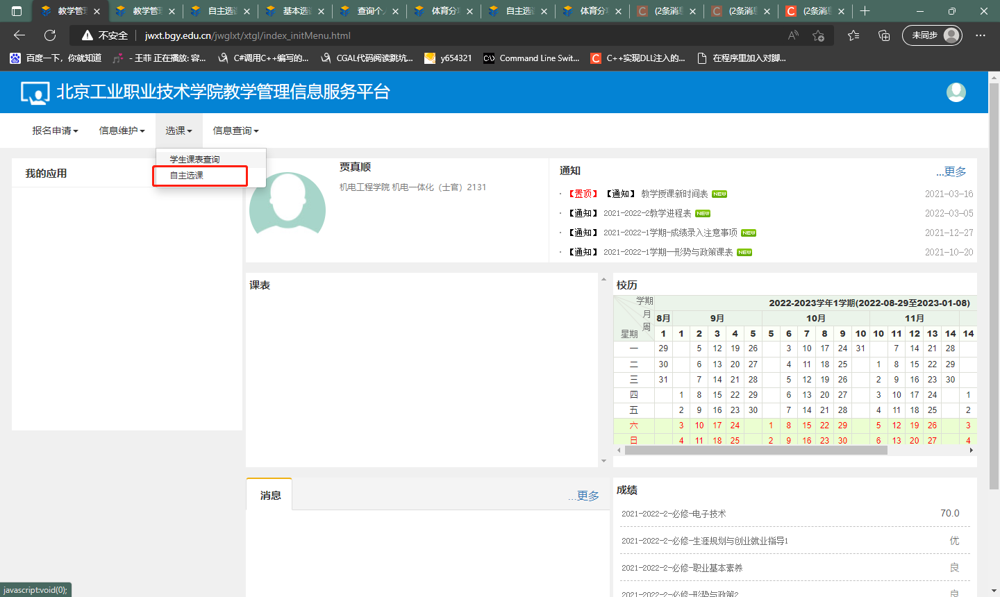 教学管
教学管
自主选
基本选
查询个
体育分
自主选
体育分
(2条消息
(2条消息
(2条消息
不安全
jwxt.bgy.edu.cn/jwglxt/xtgl/index_initMenu.html
未同步
百度一下，你就知道
- 王菲 正在播放: 容...
C#调用C++编写的...
CGAL代码阅读跳坑...
y654321
Command Line Swit...
C++实现DLL注入的...
在程序里加入对脚...
北京工业职业技术学院教学管理信息服务平台
报名申请
信息维护
选课
信息查询
学生课表查询
自主选课
我的应用
贾真顺
机电工程学院 机电一体化（士官）2131
通知
...更多
· 【置顶】 【通知】 教学授课新时间表 NEW 2021-03-16
· 【通知】 2021-2022-2教学进程表 NEW 2022-03-05
· 【通知】 2021-2022-1学期-成绩录入注意事项 NEW 2021-12-27
· 【通知】 2021-2022-1学期—形势与政策课表 NEW 2021-10-20
课表
校历
学期
月
周
星期
2022-2023学年1学期(2022-08-29至2023-01-08)
8月 9月 10月 11月
1 1 2 3 4 5 5 6 7 8 9 10 10 11 12 13 14 14
一 29 5 12 19 26 3 10 17 24 31 7 14 21 28
二 30 6 13 20 27 4 11 18 25 1 8 15 22 29
三 31 7 14 21 28 5 12 19 26 2 9 16 23 30
四 1 8 15 22 29 6 13 20 27 3 10 17 24 1
五 2 9 16 23 30 7 14 21 28 4 11 18 25 2
六 3 10 17 24 1 8 15 22 29 5 12 19 26 3
日 4 11 18 25 2 9 16 23 30 6 13 20 27 4
消息
...更多
成绩
2021-2022-2-必修-电子技术 70.0
2021-2022-2-必修-生涯规划与创业就业指导1 优
2021-2022-2-必修-职业基本素养 良
2021-2022-2-必修-形势与政策2 良
javascript:void(0);